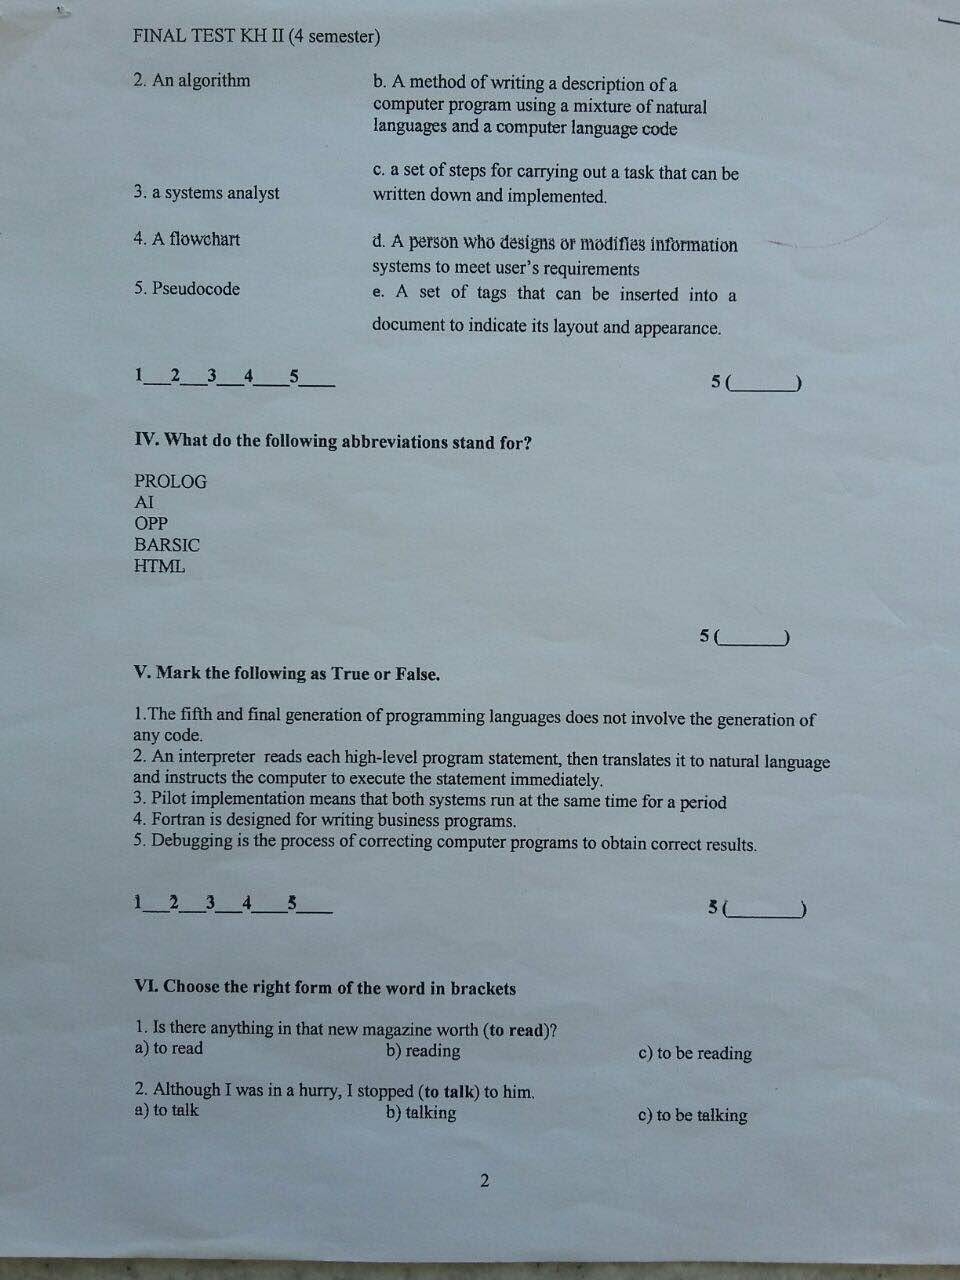 FINAL TEST KH II (4 semester)
2. An algorithm
b. A method of writing a description of a
computer program using a mixture of natural
languages and a computer language code
c. a set of steps for carrying out a task that can be
3. a systems analyst
written down and implemented.
4. A flowchart
d. A person who designs or modifies information
systems to meet user's requirements
5. Pseudocode
e. A set of tags that can be inserted into a
document to indicate its layout and appearance.
1___2___3___4____5____ 5 (_______)
IV. What do the following abbreviations stand for?
PROLOG
AI
OPP
BARSIC
HTML
5 (_______)
V. Mark the following as True or False.
1.The fifth and final generation of programming languages does not involve the generation of
any code.
2. An interpreter reads each high-level program statement, then translates it to natural language
and instructs the computer to execute the statement immediately.
3. Pilot implementation means that both systems run at the same time for a period
4. Fortran is designed for writing business programs.
5. Debugging is the process of correcting computer programs to obtain correct results.
1___2___3___4____5____ 5 (_______)
VI. Choose the right form of the word in brackets
1. Is there anything in that new magazine worth (to read)?
a) to read b) reading c) to be reading
2. Although I was in a hurry, I stopped (to talk) to him.
a) to talk b) talking c) to be talking
2